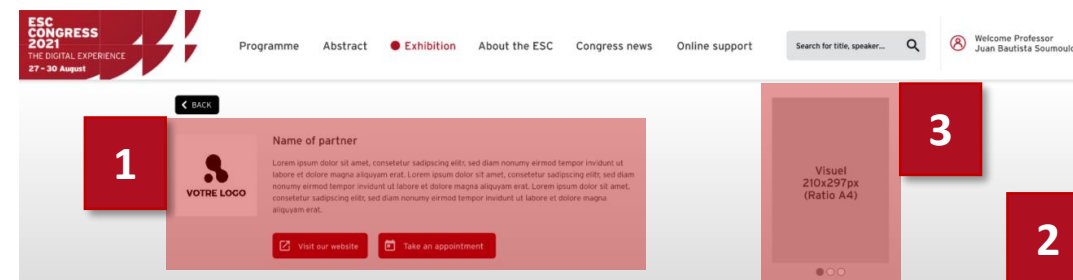 ESC
CONGRESS
2021
THE DIGITAL EXPERIENCE
27 - 30 August
Programme Abstract Exhibition About the ESC Congress news Online support
Search for title, speaker...
Welcome Professor
Juan Bautista Soumoulo
BACK
1
VOTRE LOGO
Name of partner
Lorem ipsum dolor sit amet, consetetur sadipscing elitr, sed diam nonumy eirmod tempor invidunt ut
labore et dolore magna aliquyam erat. Lorem ipsum dolor sit amet, consetetur sadipscing elitr, sed diam
nonumy eirmod tempor invidunt ut labore et dolore magna aliquyam erat. Lorem ipsum dolor sit amet,
consetetur sadipscing elitr, sed diam nonumy eirmod tempor invidunt ut labore et dolore magna
aliquyam erat.
Visit our website
Take an appointment
Visuel
210x297px
(Ratio A4)
3
2